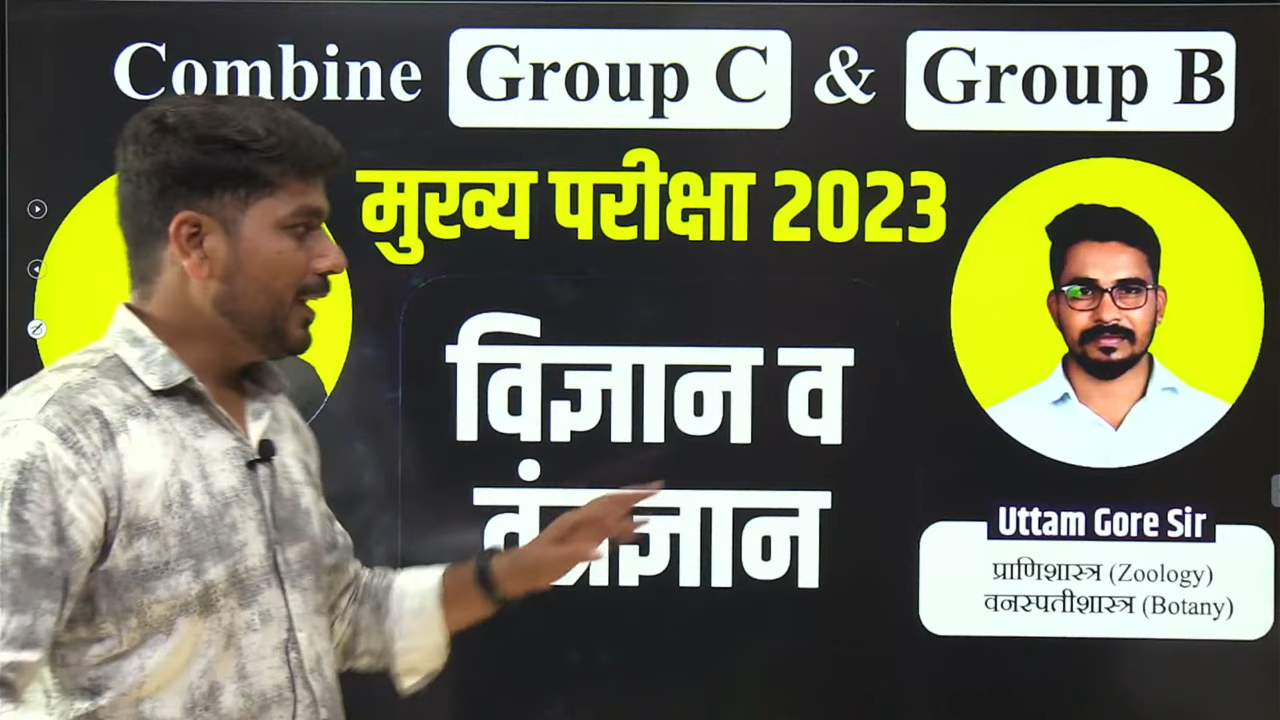 Combine Group C & Group B
मुख्य परीक्षा 2023
विज्ञान व
Uttam Gore Sir
प्राणिशास्त्र (Zoology)
वनस्पतीशास्त्र (Botany)